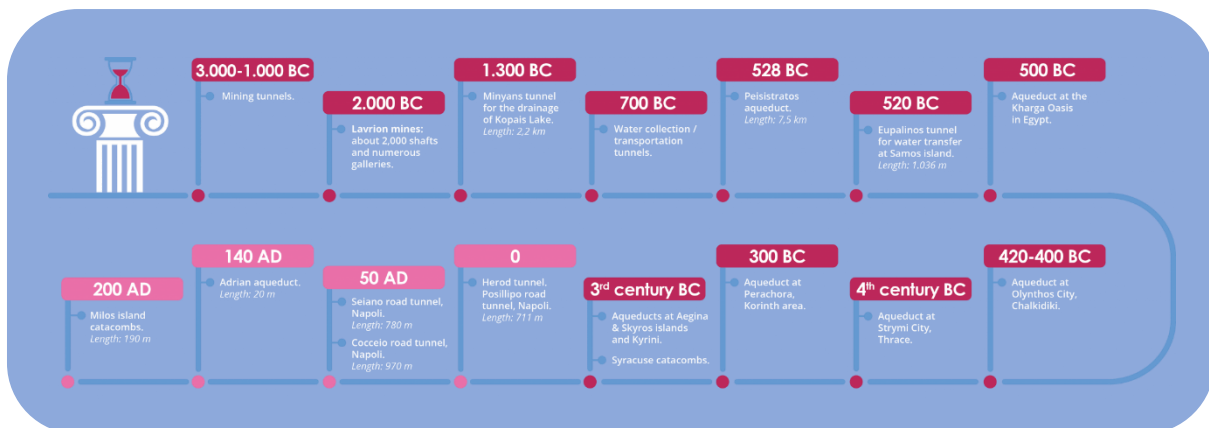 3.000-1.000 BC
Mining tunnels.
2.000 BC
Lavrion mines:
about 2,000 shafts
and numerous
galleries.
1.300 BC
Minyans tunnel
for the drainage
of Kopais Lake.
Length: 2,2 km
700 BC
Water collection /
transportation
tunnels.
528 BC
Peisistratos
aqueduct.
Length: 7,5 km
520 BC
Eupalinos tunnel
for water transfer
at Samos island.
Length: 1.036 m
500 BC
Aqueduct at the
Kharga Oasis
in Egypt.
420-400 BC
Aqueduct at
Olynthos City,
Chalkidiki.
4th century BC
Aqueduct at
Strymi City,
Thrace.
300 BC
Aqueduct at
Perachora,
Korinth area.
3rd century BC
Aqueducts at Aegina
& Skyros islands
and Kyrini.
Syracuse catacombs.
0
Herod tunnel,
Posillipo road
tunnel, Napoli.
Length: 711 m
50 AD
Seiano road tunnel,
Napoli.
Length: 780 m
Cocceio road tunnel,
Napoli.
Length: 970 m
140 AD
Adrian aqueduct.
Length: 20 m
200 AD
Milos island
catacombs.
Length: 190 m